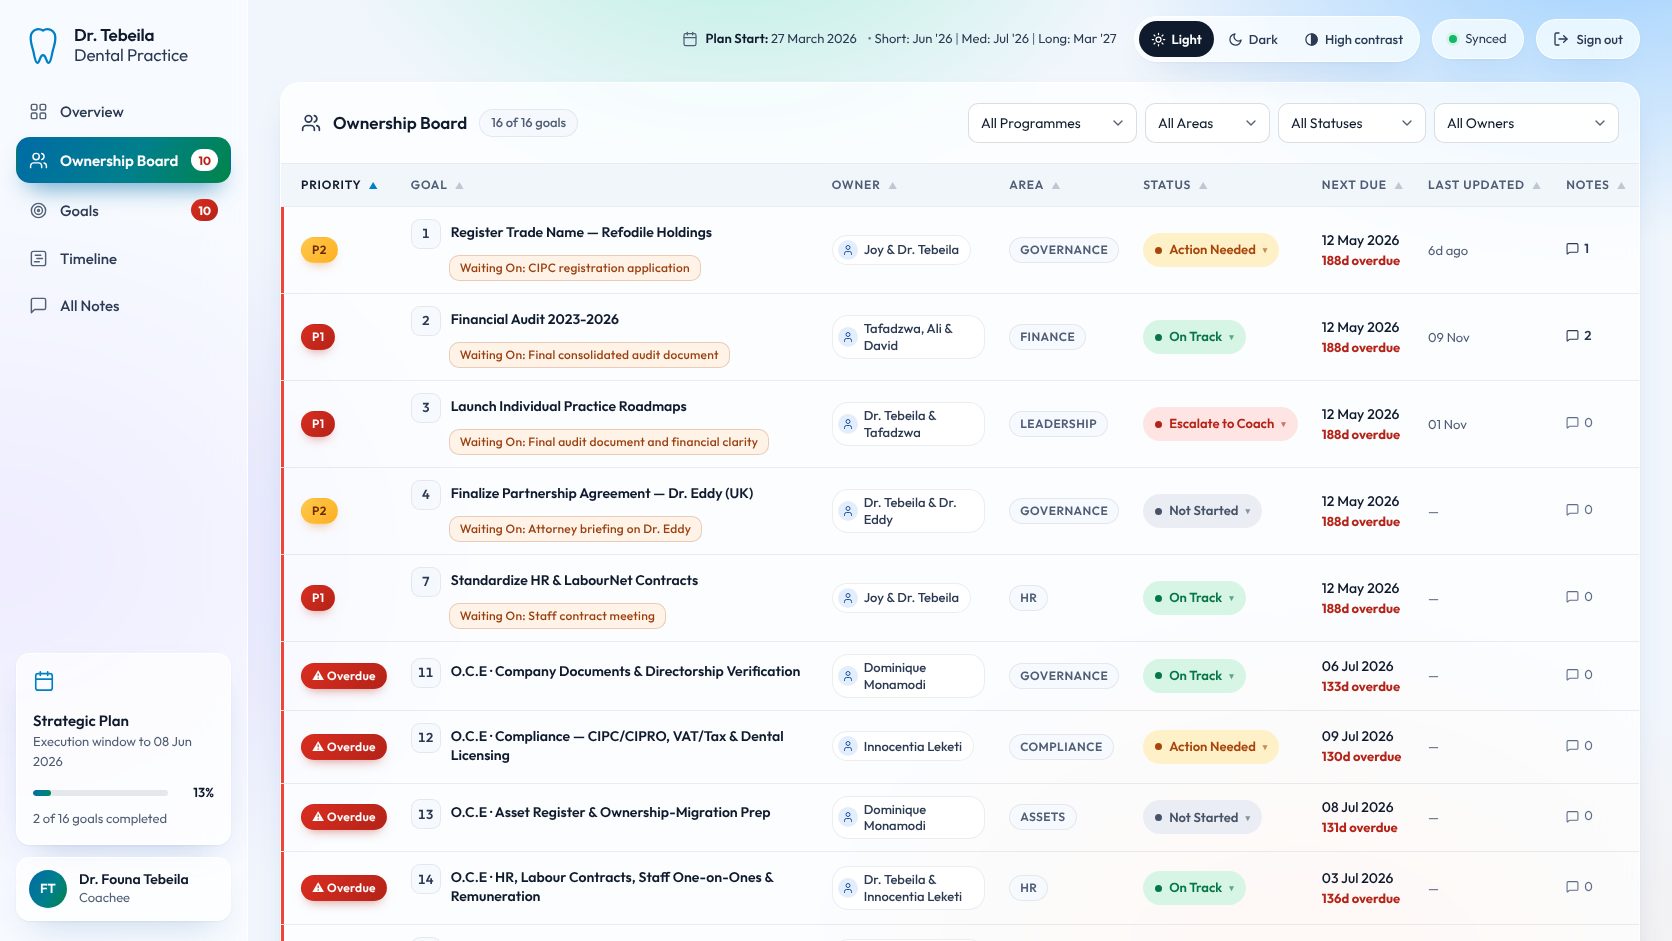 Dr. Tebeila
Dental Practice
Overview
Ownership Board 10
Goals 10
Timeline
All Notes
Strategic Plan
Execution window to 08 Jun
2026
13%
2 of 16 goals completed
FT
Dr. Founa Tebeila
Coachee
Plan Start: 27 March 2026 · Short: Jun '26 | Med: Jul '26 | Long: Mar '27
Light
Dark
High contrast
Synced
Sign out
Ownership Board
16 of 16 goals
All Programmes
All Areas
All Statuses
All Owners
PRIORITY ▲ GOAL ▲ OWNER ▲ AREA ▲ STATUS ▲ NEXT DUE ▲ LAST UPDATED ▲ NOTES ▲
P2
1
Register Trade Name — Refodile Holdings
Waiting On: CIPC registration application
Joy & Dr. Tebeila
GOVERNANCE
Action Needed ▾
12 May 2026
188d overdue
6d ago
1
P1
2
Financial Audit 2023-2026
Waiting On: Final consolidated audit document
Tafadzwa, Ali &
David
FINANCE
On Track ▾
12 May 2026
188d overdue
09 Nov
2
P1
3
Launch Individual Practice Roadmaps
Waiting On: Final audit document and financial clarity
Dr. Tebeila &
Tafadzwa
LEADERSHIP
Escalate to Coach ▾
12 May 2026
188d overdue
01 Nov
0
P2
4
Finalize Partnership Agreement — Dr. Eddy (UK)
Waiting On: Attorney briefing on Dr. Eddy
Dr. Tebeila & Dr.
Eddy
GOVERNANCE
Not Started ▾
12 May 2026
188d overdue
—
0
P1
7
Standardize HR & LabourNet Contracts
Waiting On: Staff contract meeting
Joy & Dr. Tebeila
HR
On Track ▾
12 May 2026
188d overdue
—
0
⚠ Overdue
11
O.C.E · Company Documents & Directorship Verification
Dominique
Monamodi
GOVERNANCE
On Track ▾
06 Jul 2026
133d overdue
—
0
⚠ Overdue
12
O.C.E · Compliance — CIPC/CIPRO, VAT/Tax & Dental
Licensing
Innocentia Leketi
COMPLIANCE
Action Needed ▾
09 Jul 2026
130d overdue
—
0
⚠ Overdue
13
O.C.E · Asset Register & Ownership-Migration Prep
Dominique
Monamodi
ASSETS
Not Started ▾
08 Jul 2026
131d overdue
—
0
⚠ Overdue
14
O.C.E · HR, Labour Contracts, Staff One-on-Ones &
Remuneration
Dr. Tebeila &
Innocentia Leketi
HR
On Track ▾
03 Jul 2026
136d overdue
—
0